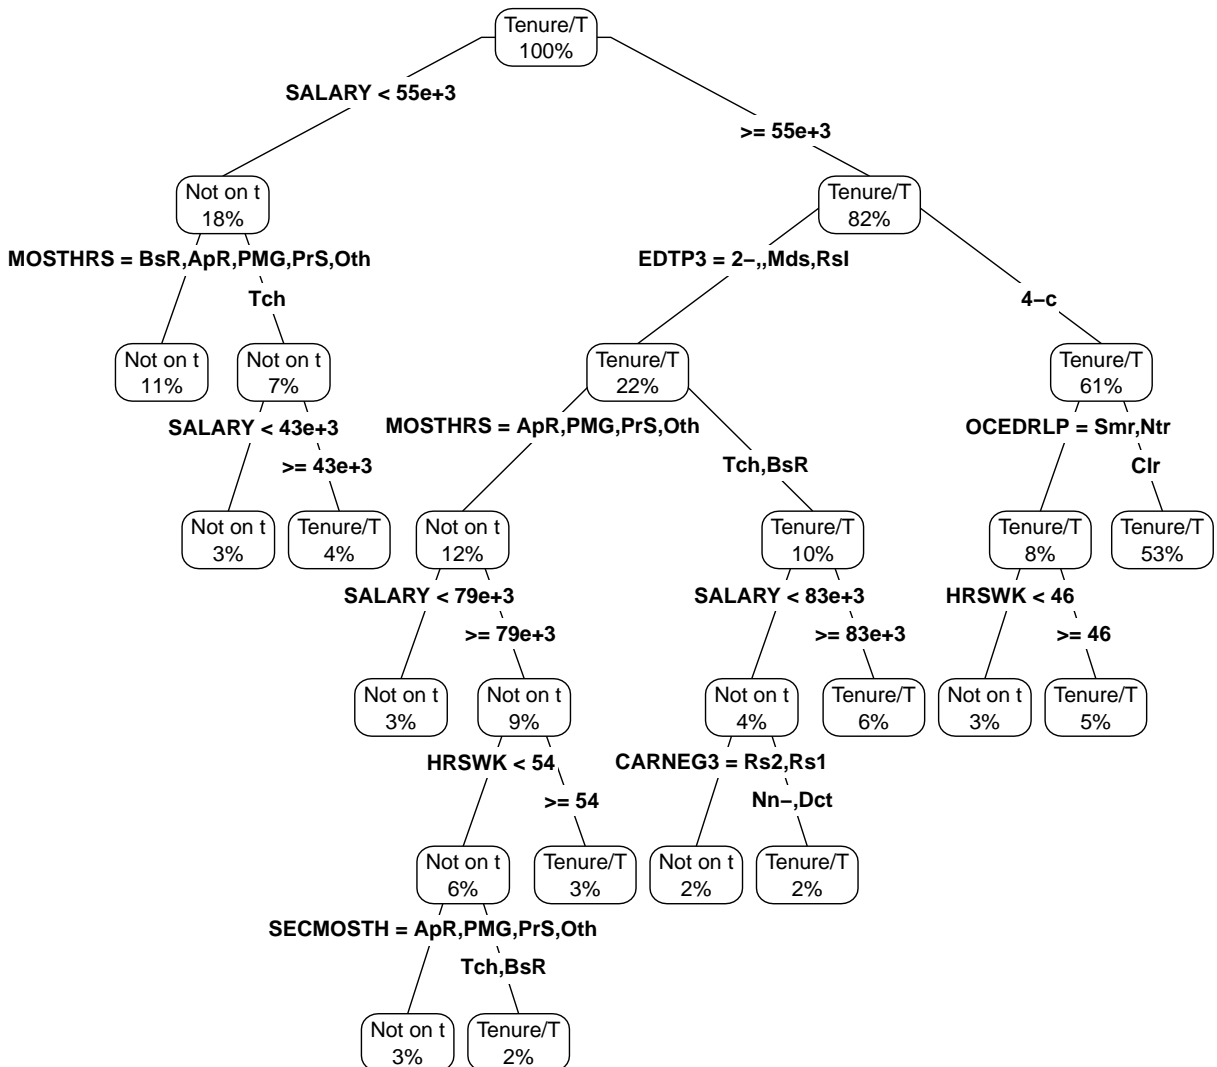 Tenure/T
100%
SALARY < 55e+3
>= 55e+3
Not on t
18%
Tenure/T
82%
MOSTHRS = BsR,ApR,PMG,PrS,Oth
EDTP3 = 2−,,Mds,RsI
Tch
4−c
Not on t
11%
Not on t
7%
Tenure/T
22%
Tenure/T
61%
SALARY < 43e+3
MOSTHRS = ApR,PMG,PrS,Oth
OCEDRLP = Smr,Ntr
>= 43e+3
Tch,BsR
Clr
Not on t
3%
Tenure/T
4%
Not on t
12%
Tenure/T
10%
Tenure/T
8%
Tenure/T
53%
SALARY < 79e+3
SALARY < 83e+3
HRSWK < 46
>= 79e+3
>= 83e+3
>= 46
Not on t
3%
Not on t
9%
Not on t
4%
Tenure/T
6%
Not on t
3%
Tenure/T
5%
HRSWK < 54
CARNEG3 = Rs2,Rs1
>= 54
Nn−,Dct
Not on t
6%
Tenure/T
3%
Not on t
2%
Tenure/T
2%
SECMOSTH = ApR,PMG,PrS,Oth
Tch,BsR
Not on t
3%
Tenure/T
2%